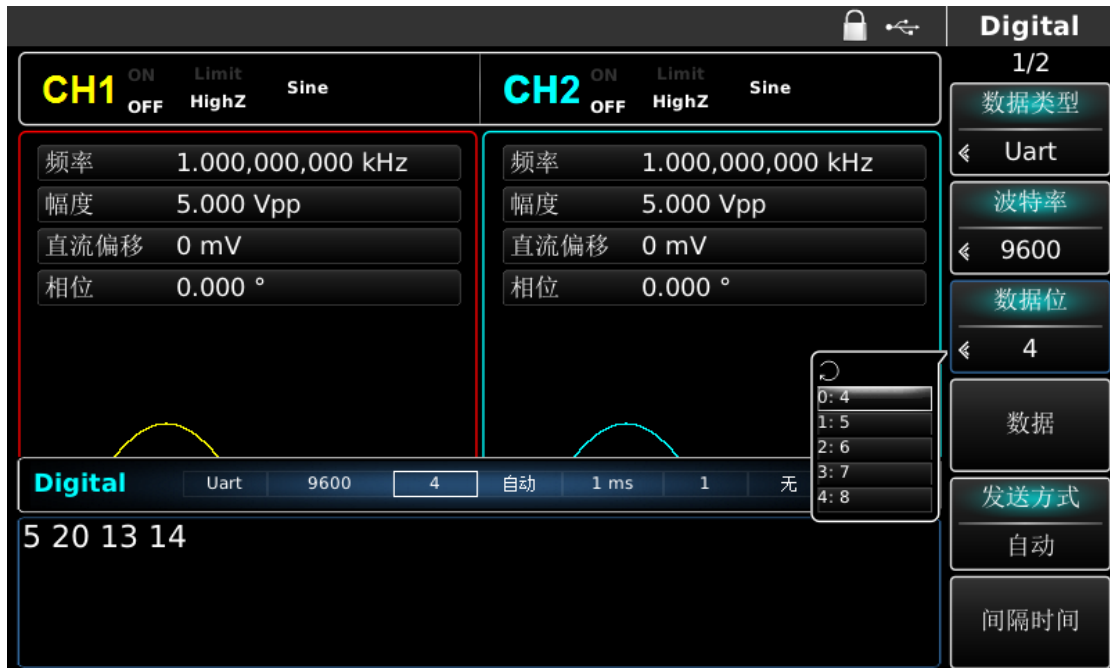 Digital
1/2
CH1 ON OFF Limit HighZ Sine
CH2 ON OFF Limit HighZ Sine
频率 1.000,000,000 kHz
幅度 5.000 Vpp
直流偏移 0 mV
相位 0.000 °
频率 1.000,000,000 kHz
幅度 5.000 Vpp
直流偏移 0 mV
相位 0.000 °
数据类型
Uart
波特率
9600
数据位
4
数据
发送方式
自动
间隔时间
0: 4
1: 5
2: 6
3: 7
4: 8
Digital Uart 9600 4 自动 1 ms 1 无
5 20 13 14